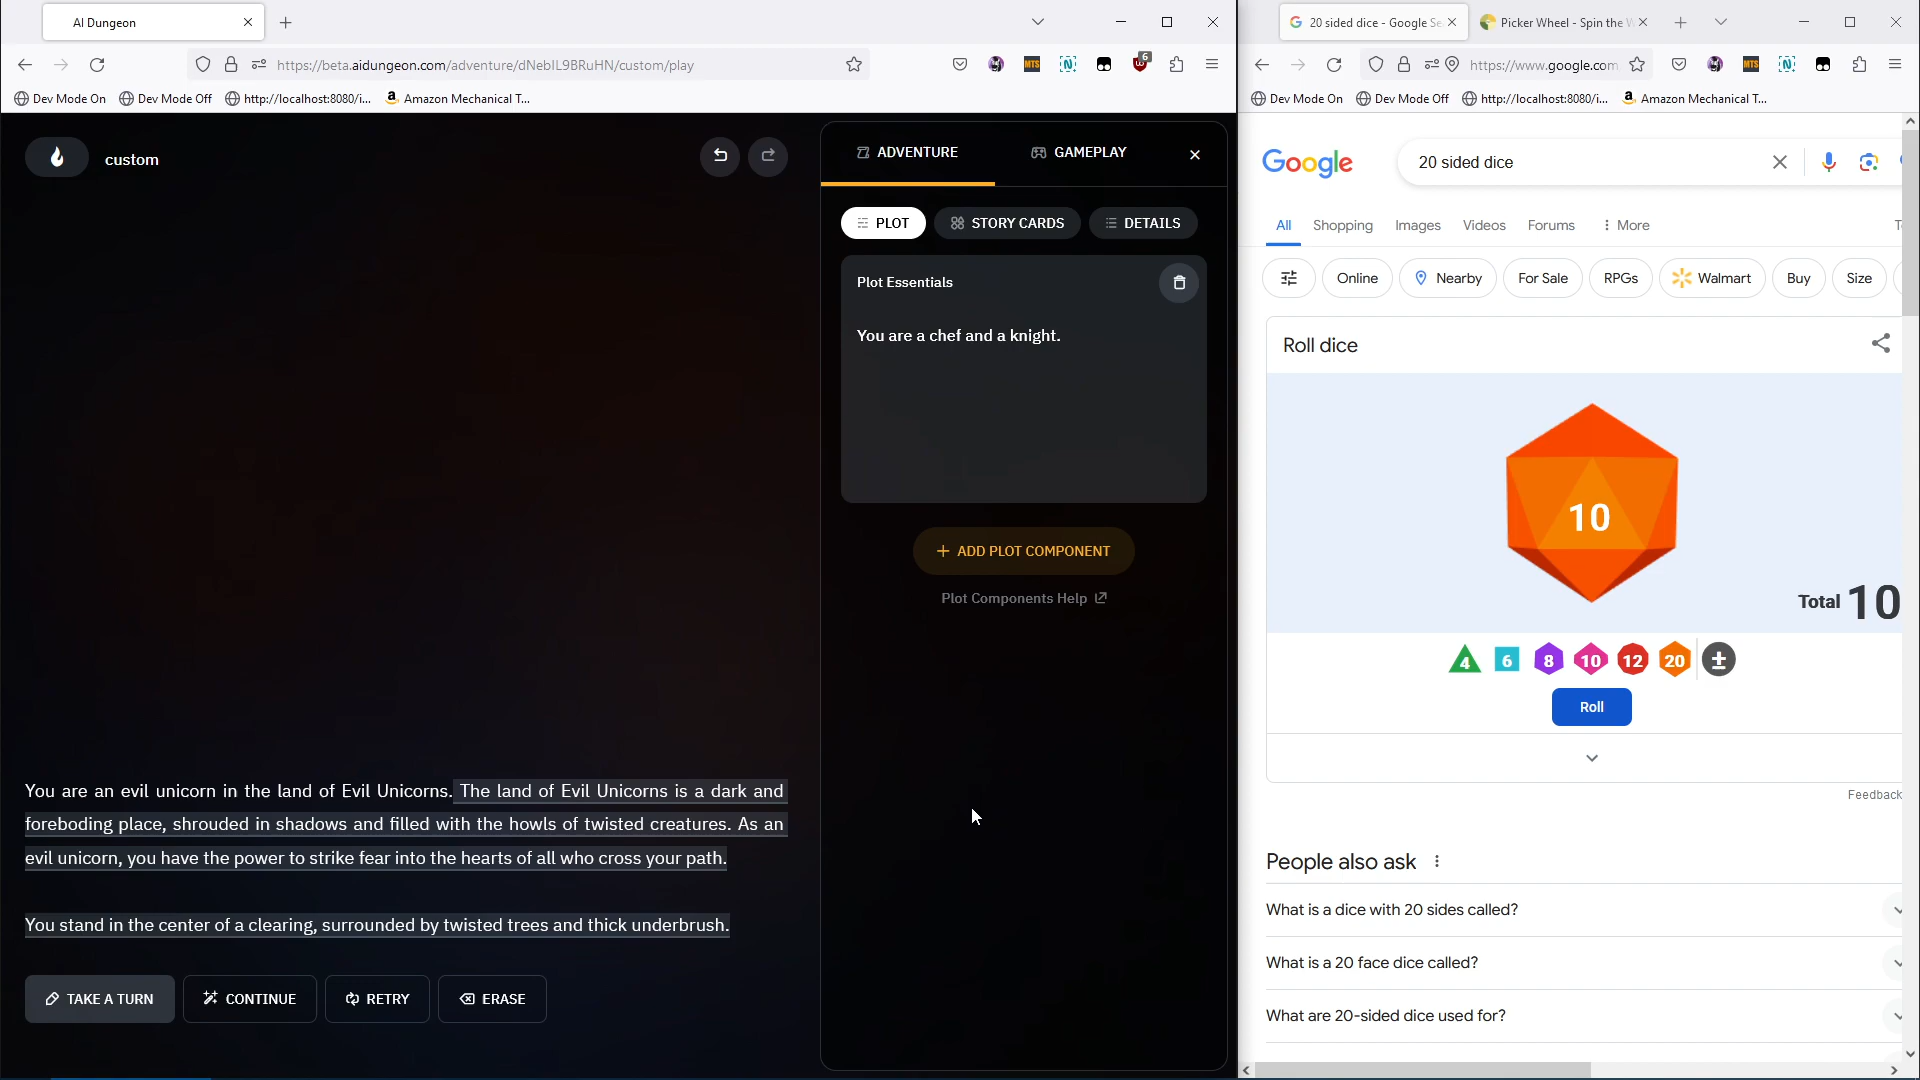 AI Dungeon
https://beta.aidungeon.com/adventure/dNebIL9BRuHN/custom/play
MTS
N
6
Dev Mode On
Dev Mode Off
http://localhost:8080/i...
Amazon Mechanical T...
custom
ADVENTURE
GAMEPLAY
PLOT
STORY CARDS
DETAILS
Plot Essentials
You are a chef and a knight.
ADD PLOT COMPONENT
Plot Components Help
You are an evil unicorn in the land of Evil Unicorns. The land of Evil Unicorns is a dark and
foreboding place, shrouded in shadows and filled with the howls of twisted creatures. As an
evil unicorn, you have the power to strike fear into the hearts of all who cross your path.
You stand in the center of a clearing, surrounded by twisted trees and thick underbrush.
TAKE A TURN
CONTINUE
RETRY
ERASE
20 sided dice - Google Se
Picker Wheel - Spin the W
https://www.google.com
MTS
N
Dev Mode On
Dev Mode Off
http://localhost:8080/i...
Amazon Mechanical T...
Google
20 sided dice
All
Shopping
Images
Videos
Forums
More
Online
Nearby
For Sale
RPGs
Walmart
Buy
Size
Roll dice
10
Total 10
4
6
8
10
12
20
±
Roll
Feedback
People also ask
What is a dice with 20 sides called?
What is a 20 face dice called?
What are 20-sided dice used for?